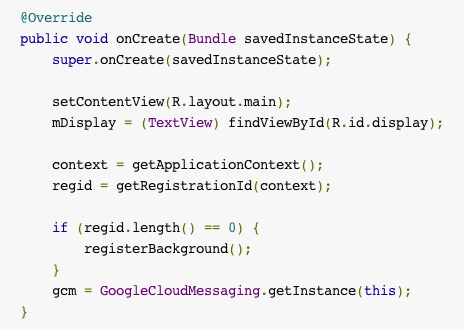 @Override
public void onCreate(Bundle savedInstanceState) {
    super.onCreate(savedInstanceState);

    setContentView(R.layout.main);
    mDisplay = (TextView) findViewById(R.id.display);

    context = getApplicationContext();
    regid = getRegistrationId(context);

    if (regid.length() == 0) {
        registerBackground();
    }
    gcm = GoogleCloudMessaging.getInstance(this);
}